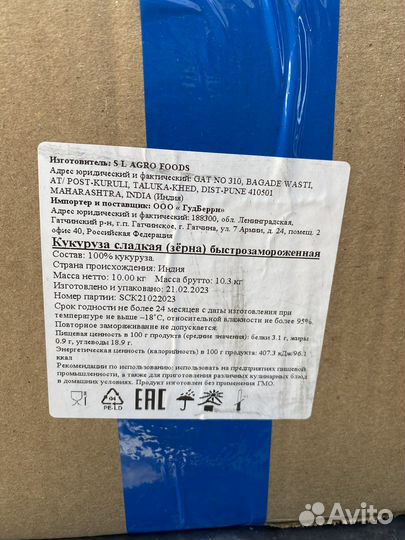 Изготовитель: S L AGRO FOODS
Адрес юридический и фактический: GAT NO 310, BAGADE WASTI,
AT/ POST-KURULI, TALUKA-KHED, DIST-PUNE 410501
MAHARASHTRA, INDIA (Индия)
Импортер и поставщик: ООО « ГудБерри»
Адрес юридический и фактический: 188300, обл. Ленинградская,
Гатчинский р-н, г.п. Гатчинское, г. Гатчина, ул. 7 Армии, д. 24, помещ. 2
офис 40, Российская Федерация
Кукуруза сладкая (зёрна) быстрозамороженная
Состав: 100% кукуруза.
Страна происхождения: Индия
Масса нетто: 10.00 кг Масса брутто: 10.3 кг
Изготовлено и упаковано: 21.02.2023
Номер партии: SCK21022023
Срок годности не более 24 месяцев с даты изготовления при
температуре не выше –18°С, относительной влажности не более 95%.
Повторное замораживание не допускается.
Пищевая ценность в 100 г продукта (средние значения): белки 3.1 г, жиры
0.9 г, углеводы 18.9 г.
Энергетическая ценность (калорийность) в 100 г продукта: 407.3 кДж/96.1
ккал
Рекомендации по использованию: использовать на предприятиях пищевой
промышленности, а также для приготовления различных кулинарных блюд
в домашних условиях. Продукт изготовлен без применения ГМО.
04
PE-LD
EAC
Avito